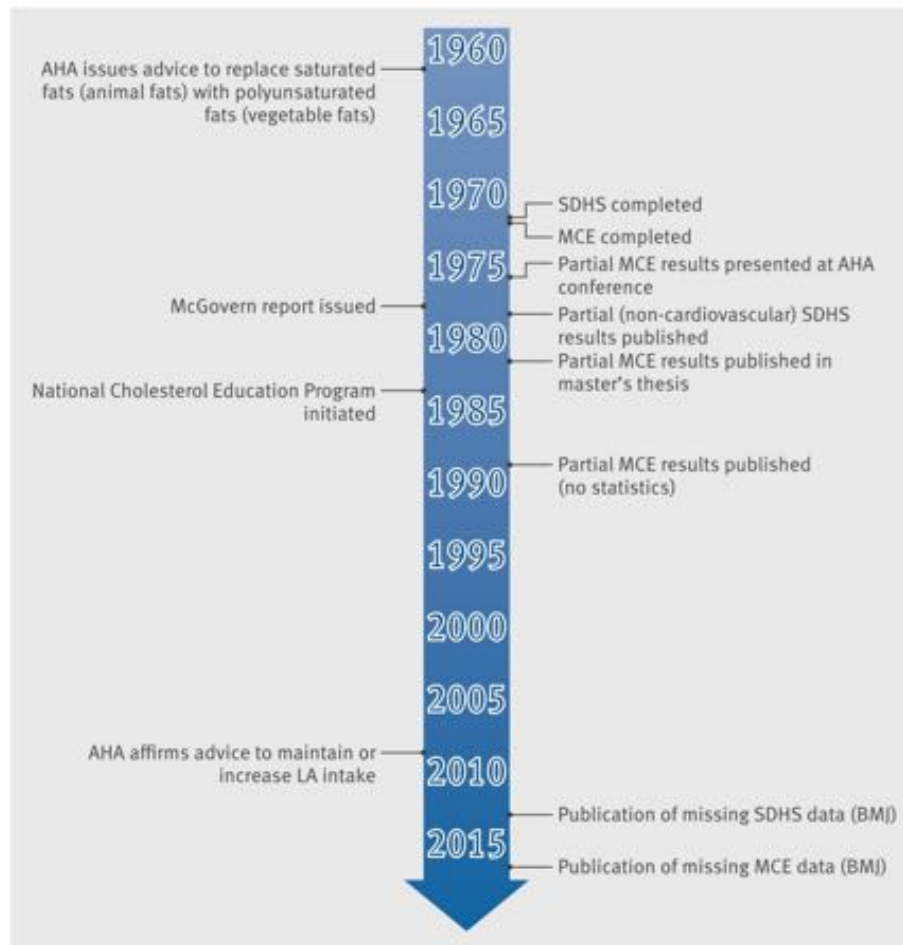 1960
AHA issues advice to replace saturated
fats (animal fats) with polyunsaturated
fats (vegetable fats)
1965
1970
SDHS completed
MCE completed
1975
Partial MCE results presented at AHA
conference
McGovern report issued
Partial (non-cardiovascular) SDHS
results published
1980
Partial MCE results published in
master's thesis
National Cholesterol Education Program
initiated
1985
Partial MCE results published
(no statistics)
1990
1995
2000
2005
AHA affirms advice to maintain or
increase LA intake
2010
Publication of missing SDHS data (BMJ)
2015
Publication of missing MCE data (BMJ)